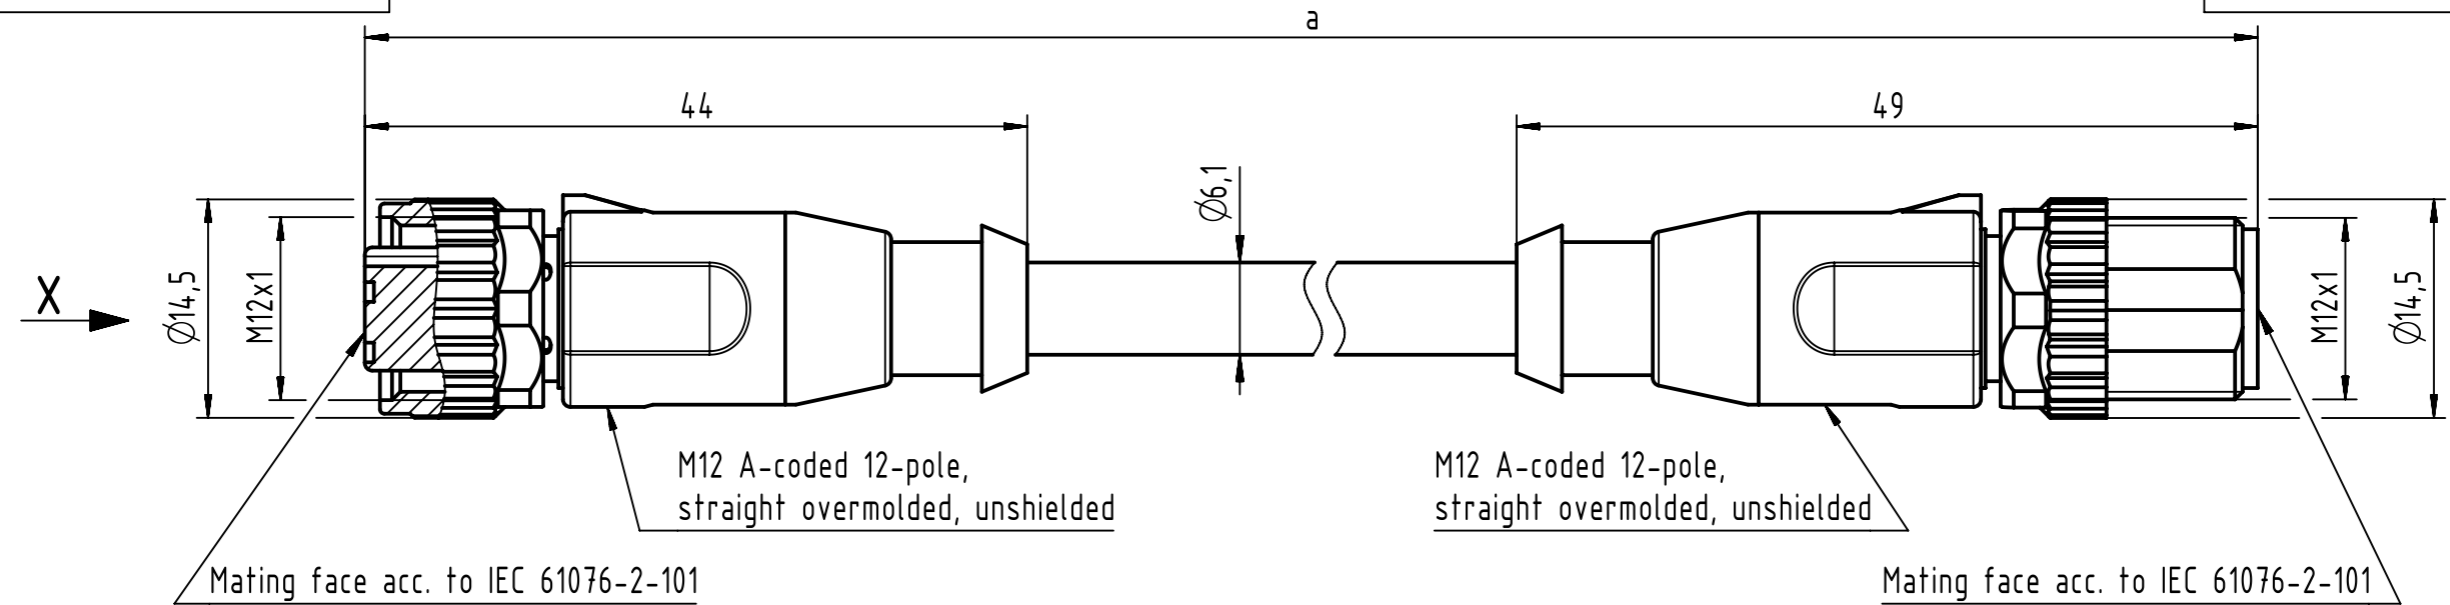 a
44
49
Ø6,1
X
Ø14,5
M12x1
M12x1
Ø14,5
M12 A-coded 12-pole,
straight overmolded, unshielded
M12 A-coded 12-pole,
straight overmolded, unshielded
Mating face acc. to IEC 61076-2-101
Mating face acc. to IEC 61076-2-101